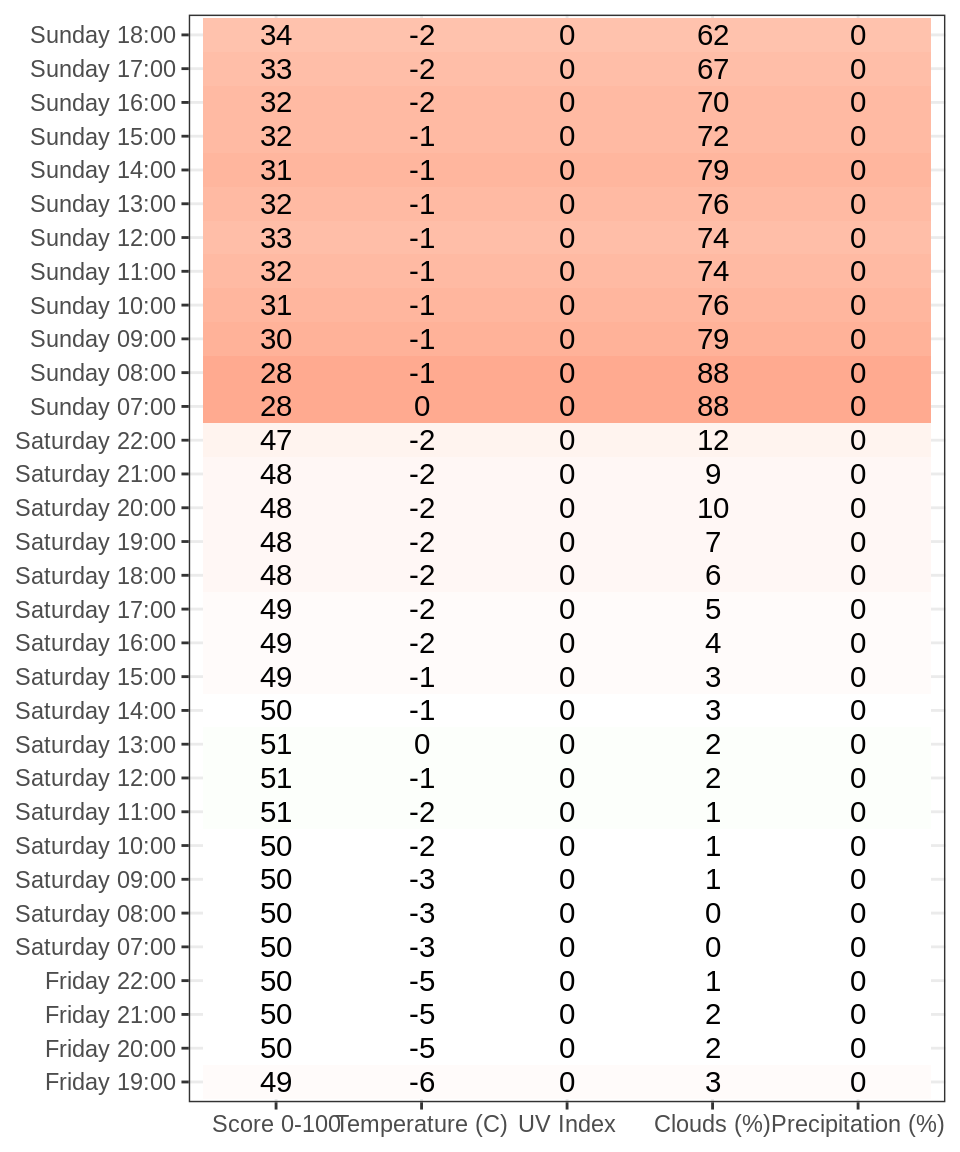 Sunday 18:00 34 -2 0 62 0
Sunday 17:00 33 -2 0 67 0
Sunday 16:00 32 -2 0 70 0
Sunday 15:00 32 -1 0 72 0
Sunday 14:00 31 -1 0 79 0
Sunday 13:00 32 -1 0 76 0
Sunday 12:00 33 -1 0 74 0
Sunday 11:00 32 -1 0 74 0
Sunday 10:00 31 -1 0 76 0
Sunday 09:00 30 -1 0 79 0
Sunday 08:00 28 -1 0 88 0
Sunday 07:00 28 0 0 88 0
Saturday 22:00 47 -2 0 12 0
Saturday 21:00 48 -2 0 9 0
Saturday 20:00 48 -2 0 10 0
Saturday 19:00 48 -2 0 7 0
Saturday 18:00 48 -2 0 6 0
Saturday 17:00 49 -2 0 5 0
Saturday 16:00 49 -2 0 4 0
Saturday 15:00 49 -1 0 3 0
Saturday 14:00 50 -1 0 3 0
Saturday 13:00 51 0 0 2 0
Saturday 12:00 51 -1 0 2 0
Saturday 11:00 51 -2 0 1 0
Saturday 10:00 50 -2 0 1 0
Saturday 09:00 50 -3 0 1 0
Saturday 08:00 50 -3 0 0 0
Saturday 07:00 50 -3 0 0 0
Friday 22:00 50 -5 0 1 0
Friday 21:00 50 -5 0 2 0
Friday 20:00 50 -5 0 2 0
Friday 19:00 49 -6 0 3 0
Score 0-100 Temperature (C) UV Index Clouds (%) Precipitation (%)